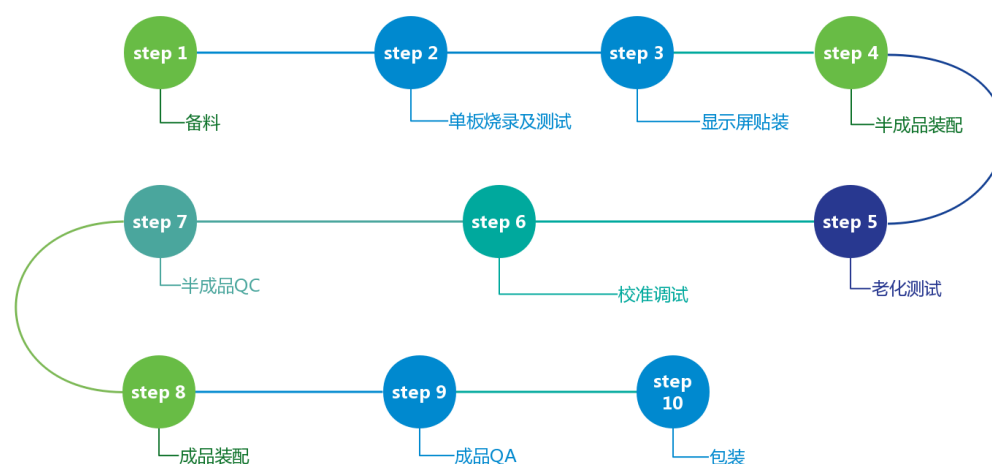 step 1
step 2
step 3
step 4
备料
单板烧录及测试
显示屏贴装
半成品装配
step 7
step 6
step 5
半成品QC
校准调试
老化测试
step 8
step 9
step
10
成品装配
成品QA
包装